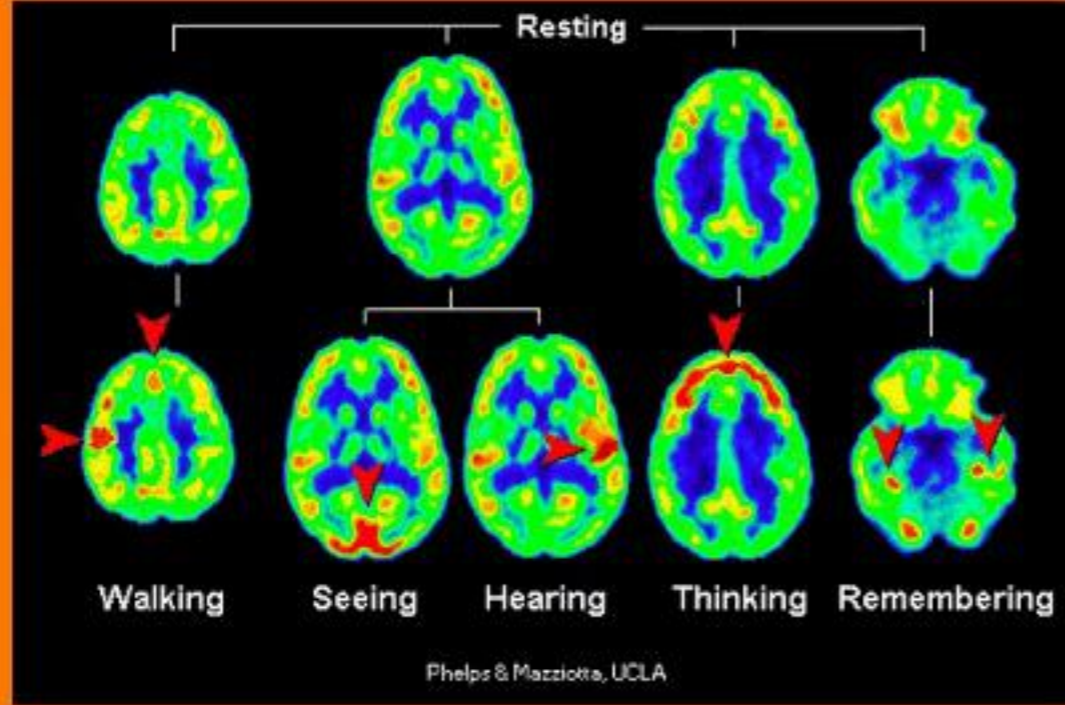 Resting
Walking Seeing Hearing Thinking Remembering
Phelps & Mazziotta, UCLA